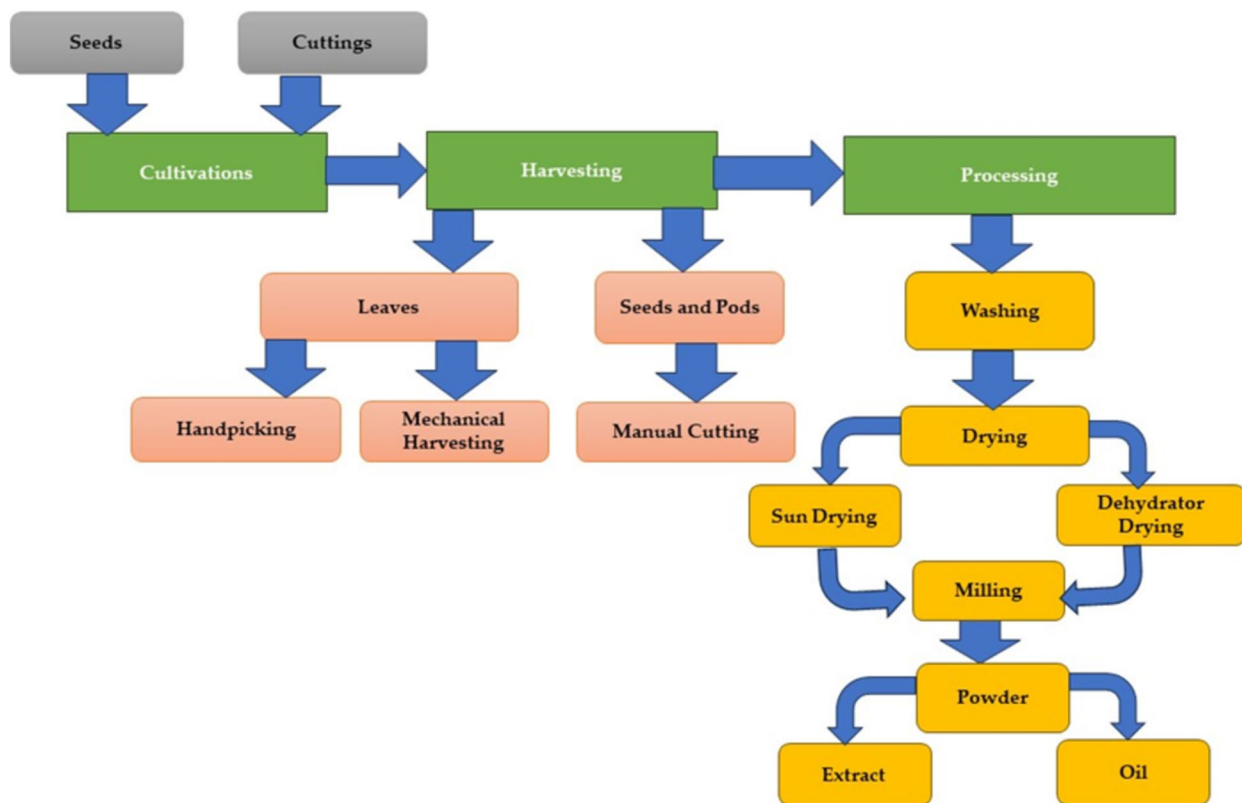 Seeds
Cuttings
Cultivations
Harvesting
Processing
Leaves
Seeds and Pods
Washing
Handpicking
Mechanical
Harvesting
Manual Cutting
Drying
Sun Drying
Dehydrator
Drying
Milling
Powder
Extract
Oil